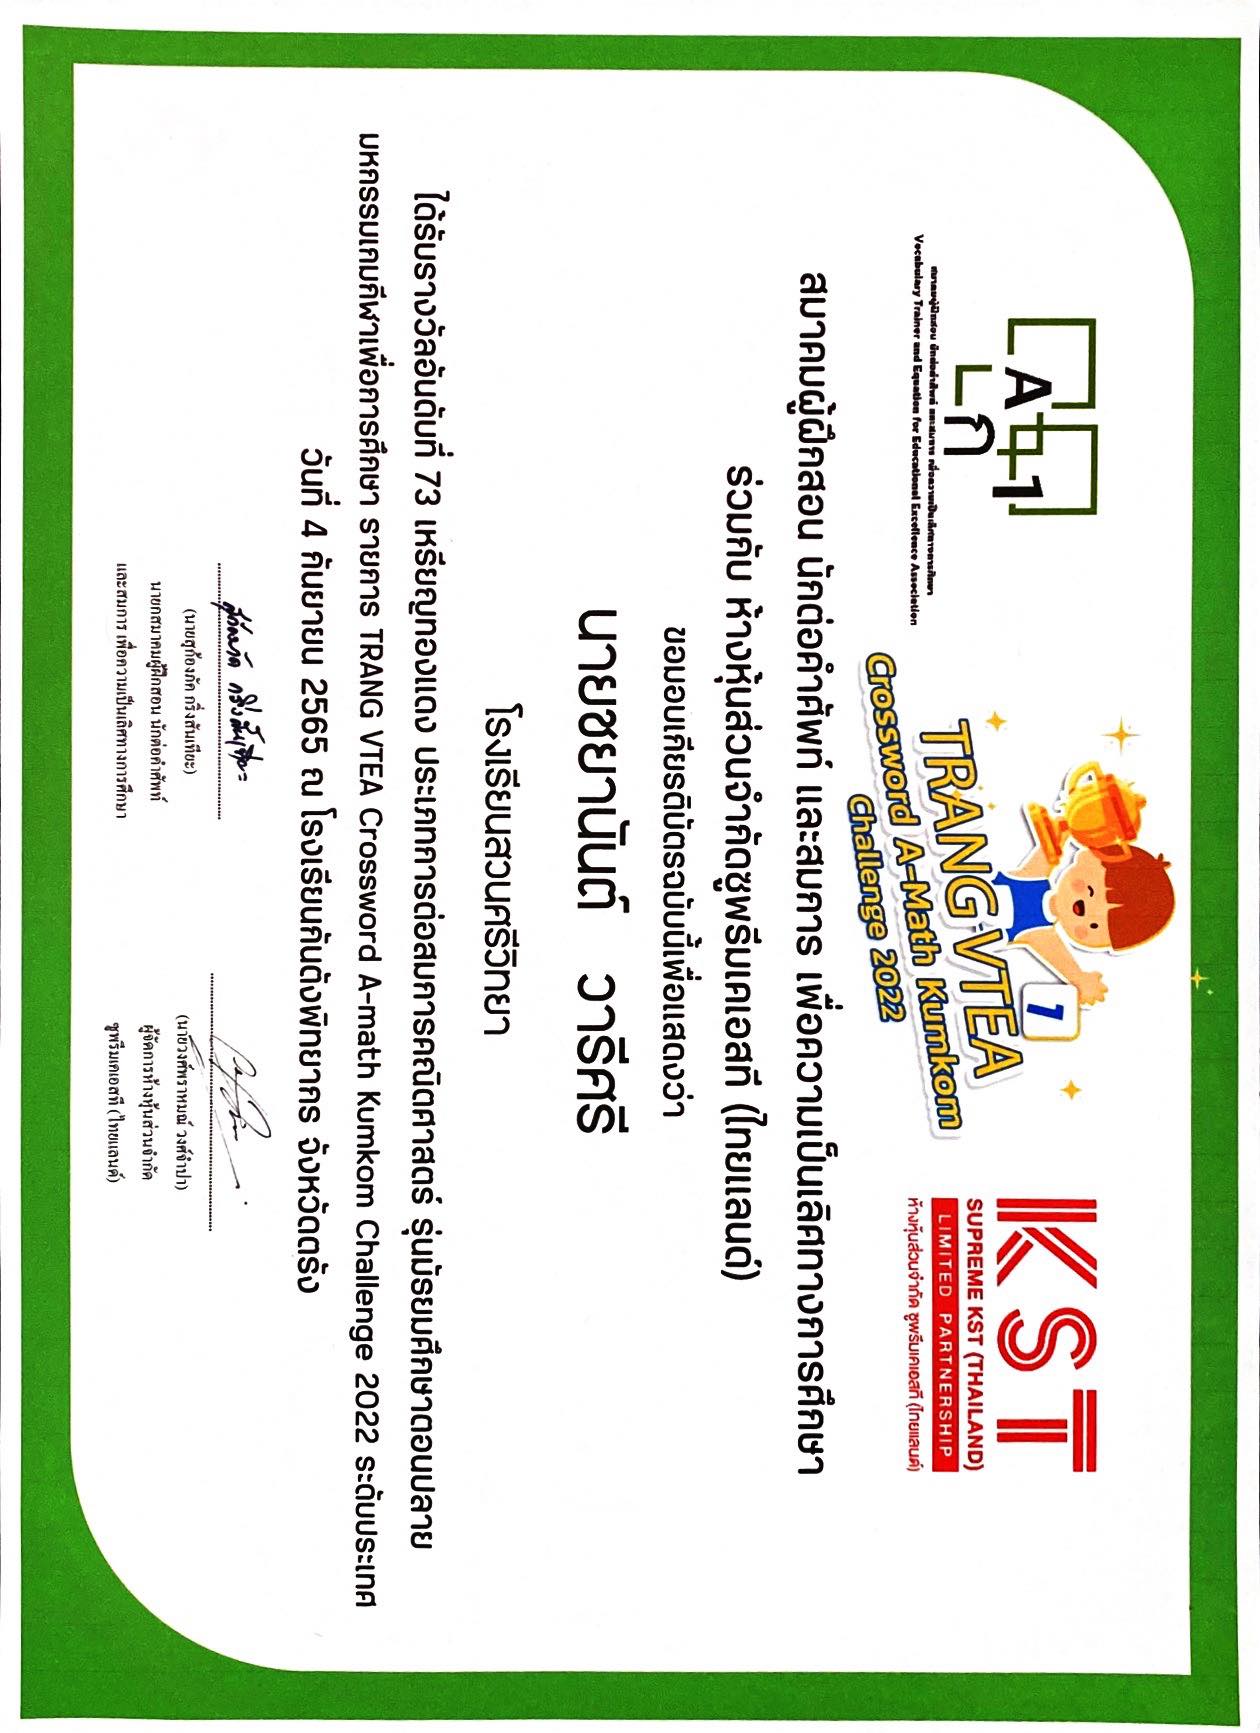 A + 1
ก
สมาคมผู้ฝึกสอน นักต่อคำศัพท์ และสมการ เพื่อความเป็นเลิศทางการศึกษา
Vocabulary Trainer and Equation for Educational Excellence Association
1
TRANG VTEA
Crossword A-Math Kumkom
Challenge 2022
KST
SUPREME KST (THAILAND)
LIMITED PARTNERSHIP
ห้างหุ้นส่วนจำกัด ซูพรีมเคเอสที (ไทยแลนด์)
สมาคมผู้ฝึกสอน นักต่อคำศัพท์ และสมการ เพื่อความเป็นเลิศทางการศึกษา
ร่วมกับ ห้างหุ้นส่วนจำกัดซูพรีมเคเอสที (ไทยแลนด์)
ขอมอบเกียรติบัตรฉบับนี้เพื่อแสดงว่า
นายชยานันต์ วารีศรี
โรงเรียนสวนศรีวิทยา
ได้รับรางวัลอันดับที่ 73 เหรียญทองแดง ประเภทการต่อสมการคณิตศาสตร์ รุ่นมัธยมศึกษาตอนปลาย
มหกรรมเกมกีฬาเพื่อการศึกษา รายการ TRANG VTEA Crossword A-math Kumkom Challenge 2022 ระดับประเทศ
วันที่ 4 กันยายน 2565 ณ โรงเรียนกันตังพิทยากร จังหวัดตรัง
สุก้องภัค กริ่งสันเทียะ
(นายสุก้องภัค กริ่งสันเทียะ)
นายกสมาคมผู้ฝึกสอน นักต่อคำศัพท์
และสมการ เพื่อความเป็นเลิศทางการศึกษา
(นายวงศ์พราหมณ์ วงศ์จำปา)
ผู้จัดการห้างหุ้นส่วนจำกัด
ซูพรีมเคเอสที (ไทยแลนด์)